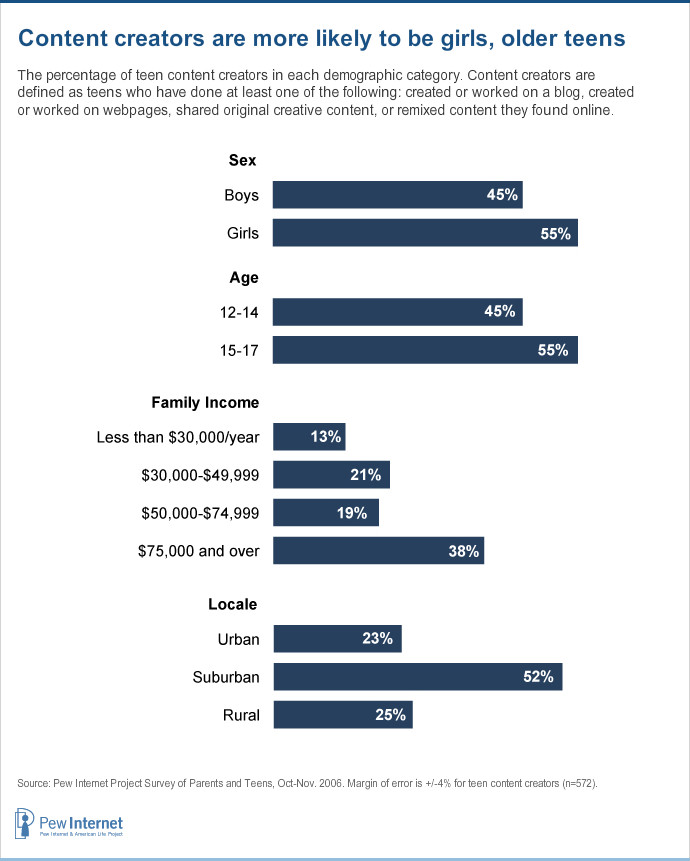 Content creators are more likely to be girls, older teens
The percentage of teen content creators in each demographic category. Content creators are
defined as teens who have done at least one of the following: created or worked on a blog, created
or worked on webpages, shared original creative content, or remixed content they found online.
Sex
Boys 45%
Girls 55%
Age
12-14 45%
15-17 55%
Family Income
Less than $30,000/year 13%
$30,000-$49,999 21%
$50,000-$74,999 19%
$75,000 and over 38%
Locale
Urban 23%
Suburban 52%
Rural 25%
Source: Pew Internet Project Survey of Parents and Teens, Oct-Nov. 2006. Margin of error is +/-4% for teen content creators (n=572).
Pew Internet
Pew Internet & American Life Project